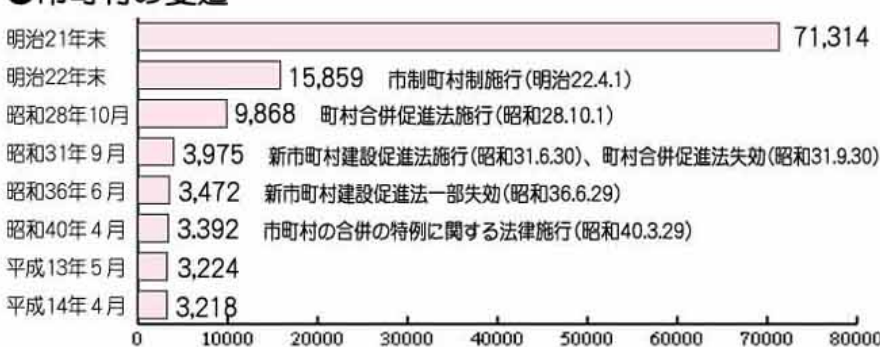 明治21年末 71,314
明治22年末 15,859 市制町村制施行(明治22.4.1)
昭和28年10月 9,868 町村合併促進法施行(昭和28.10.1)
昭和31年9月 3,975 新市町村建設促進法施行(昭和31.6.30)、町村合併促進法失効(昭和31.9.30)
昭和36年6月 3,472 新市町村建設促進法一部失効(昭和36.6.29)
昭和40年4月 3.392 市町村の合併の特例に関する法律施行(昭和40.3.29)
平成13年5月 3,224
平成14年4月 3,218
0 10000 20000 30000 40000 50000 60000 70000 80000